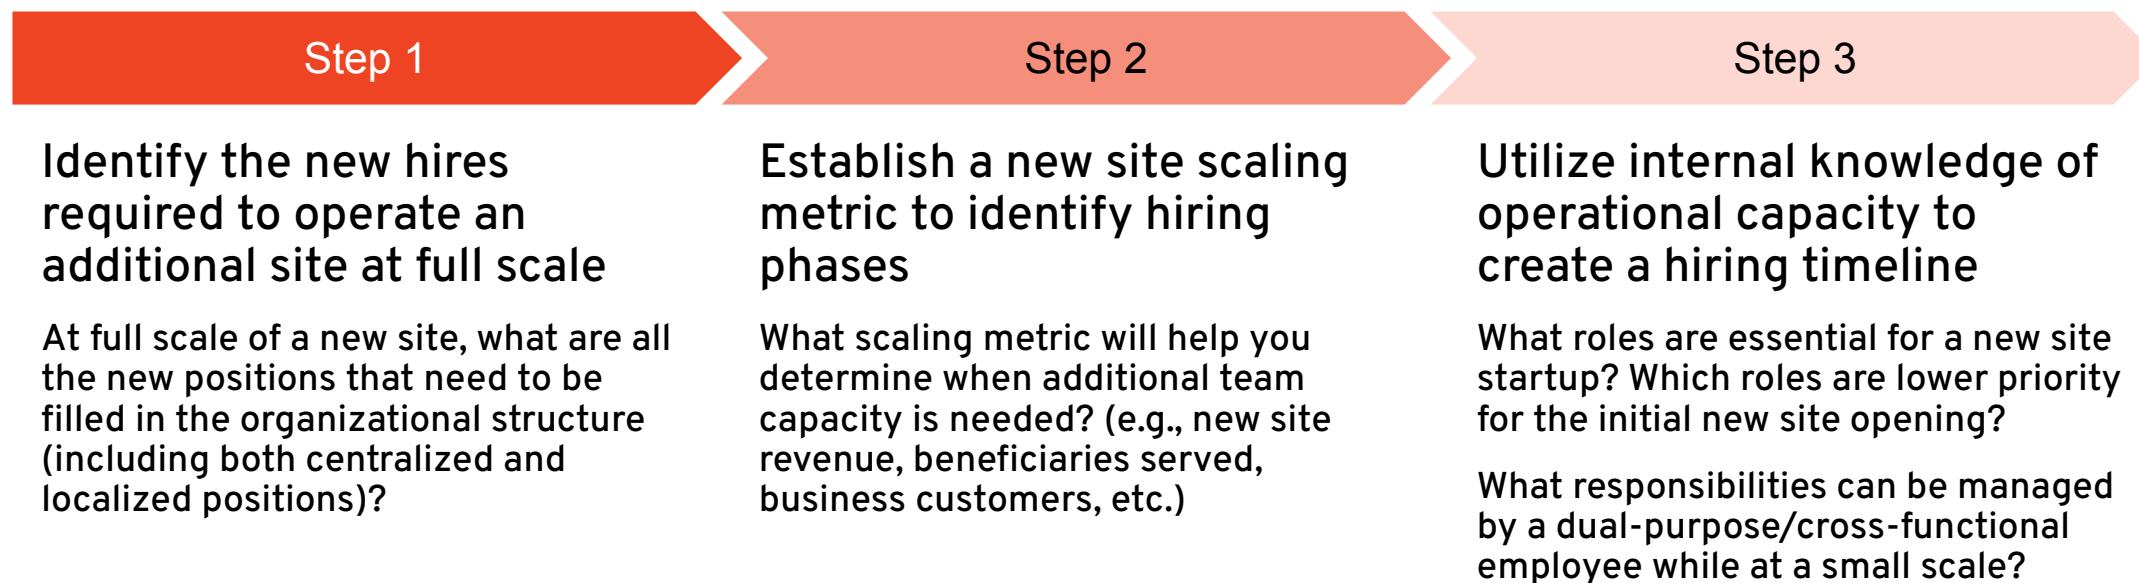 Step 1
Identify the new hires
required to operate an
additional site at full scale
At full scale of a new site, what are all
the new positions that need to be
filled in the organizational structure
(including both centralized and
localized positions)?
Step 2
Establish a new site scaling
metric to identify hiring
phases
What scaling metric will help you
determine when additional team
capacity is needed? (e.g., new site
revenue, beneficiaries served,
business customers, etc.)
Step 3
Utilize internal knowledge of
operational capacity to
create a hiring timeline
What roles are essential for a new site
startup? Which roles are lower priority
for the initial new site opening?
What responsibilities can be managed
by a dual-purpose/cross-functional
employee while at a small scale?